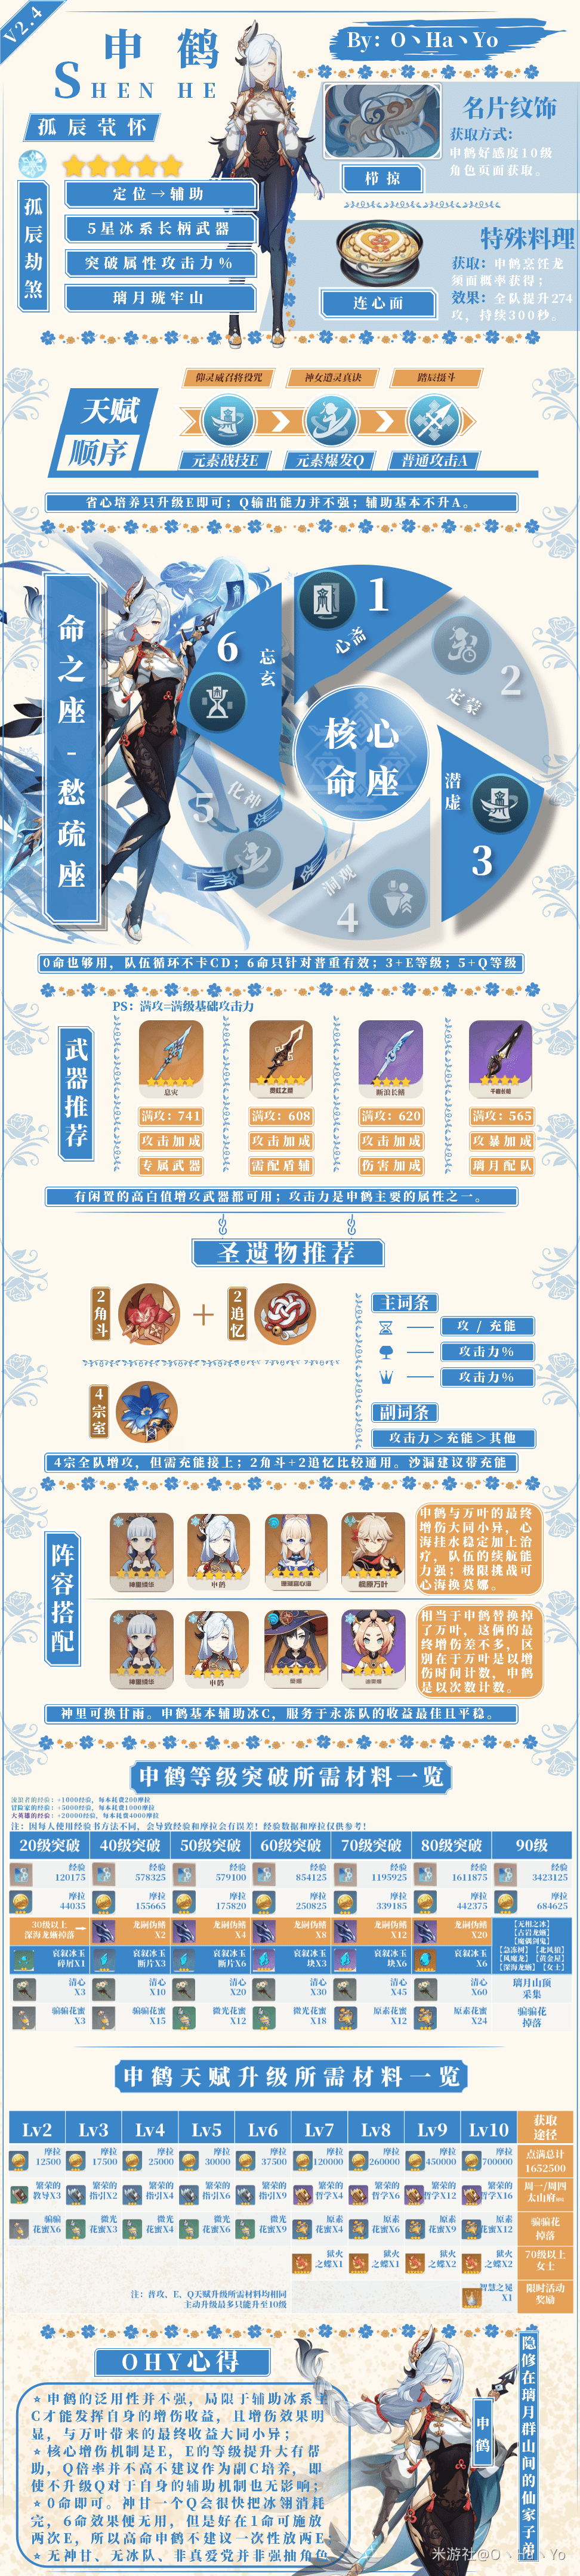 V2.4
申 鹤
SHEN HE
By：O丶Ha丶Yo
孤辰茕怀
孤辰劫煞
定位→辅助
5星冰系长柄武器
突破属性攻击力%
璃月琥牢山
名片纹饰
获取方式：
申鹤好感度10级
角色页面获取。
栉掠
特殊料理
获取：申鹤烹饪龙
须面概率获得；
效果：全队提升274
攻，持续300秒。
连心面
天赋
顺序
仰灵威召将役咒
神女遣灵真诀
踏辰摄斗
元素战技E
元素爆发Q
普通攻击A
省心培养只升级E即可；Q输出能力并不强；辅助基本不升A。
命之座-愁疏座
核心
命座
1
心斋
2
定蒙
3
潜虚
4
洞观
5
化神
6
忘玄
0命也够用，队伍循环不卡CD；6命只针对普重有效；3+E等级；5+Q等级
PS：满攻=满级基础攻击力
武器推荐
息灾
贯虹之槊
断浪长鳍
千岩长枪
满攻：741
满攻：608
满攻：620
满攻：565
攻击加成
攻击加成
攻击加成
攻暴加成
专属武器
需配盾辅
伤害加成
璃月配队
有闲置的高白值增攻武器都可用；攻击力是申鹤主要的属性之一。
圣遗物推荐
2角斗
2追忆
4宗室
主词条
攻 / 充能
攻击力%
攻击力%
副词条
攻击力＞充能＞其他
4宗全队增攻，但需充能接上；2角斗+2追忆比较通用。沙漏建议带充能
阵容搭配
神里绫华
申鹤
珊瑚宫心海
枫原万叶
申鹤与万叶的最终
增伤大同小异，心
海挂水稳定加上治
疗，队伍的续航能
力强；极限挑战可
心海换莫娜。
神里绫华
申鹤
莫娜
迪奥娜
相当于申鹤替换掉
了万叶，这俩的最
终增伤差不多，区
别在于万叶是以增
伤时间计数，申鹤
是以次数计数。
神里可换甘雨。申鹤基本辅助冰C，服务于永冻队的收益最佳且平稳。
申鹤等级突破所需材料一览
流浪者的经验：+1000经验，每本耗费200摩拉
冒险家的经验：+5000经验，每本耗费1000摩拉
大英雄的经验：+20000经验，每本耗费4000摩拉
注：因每人使用经验书方法不同，会导致经验和摩拉会有误差！经验数据和摩拉仅供参考！
20级突破 40级突破 50级突破 60级突破 70级突破 80级突破 90级
经验 经验 经验 经验 经验 经验 经验
120175 578325 579100 854125 1195925 1611875 3423125
摩拉 摩拉 摩拉 摩拉 摩拉 摩拉 摩拉
44035 155665 175820 250825 339185 442375 684625
30级以上
深海龙蜥掉落
龙嗣伪鳍 龙嗣伪鳍 龙嗣伪鳍 龙嗣伪鳍 龙嗣伪鳍
X2 X4 X8 X12 X20
【无相之冰】
【古岩龙蜥】
【魔偶剑鬼】
【急冻树】【北风狼】
【风魔龙】【黄金屋】
【深海龙蜥】【女士】
哀叙冰玉 哀叙冰玉 哀叙冰玉 哀叙冰玉 哀叙冰玉 哀叙冰玉
碎屑X1 断片X3 断片X6 块X3 块X6 X6
清心 清心 清心 清心 清心 清心 璃月山顶
X3 X10 X20 X30 X45 X60 采集
骗骗花蜜 骗骗花蜜 微光花蜜 微光花蜜 原素花蜜 原素花蜜 骗骗花
X3 X15 X12 X18 X12 X24 掉落
申鹤天赋升级所需材料一览
Lv2 Lv3 Lv4 Lv5 Lv6 Lv7 Lv8 Lv9 Lv10 获取
途径
摩拉 摩拉 摩拉 摩拉 摩拉 摩拉 摩拉 摩拉 摩拉 点满总计
12500 17500 25000 30000 37500 120000 260000 450000 700000 1652500
繁荣的 繁荣的 繁荣的 繁荣的 繁荣的 繁荣的 繁荣的 繁荣的 繁荣的 周一/周四
教导X3 指引X2 指引X4 指引X6 指引X9 哲学X4 哲学X6 哲学X12 哲学X16 太山府
骗骗 微光 微光 微光 微光 原素 原素 原素 原素 骗骗花
花蜜X6 花蜜X3 花蜜X4 花蜜X6 花蜜X9 花蜜X4 花蜜X6 花蜜X9 花蜜X12 掉落
狱火 狱火 狱火 狱火 70级以上
之蝶X1 之蝶X1 之蝶X2 之蝶X2 女士
注：普攻、E、Q天赋升级所需材料均相同
主动升级最多只能升至10级
智慧之冕
X1
限时活动
奖励
OHY心得
☆申鹤的泛用性并不强，局限于辅助冰系主
C才能发挥自身的增伤收益，且增伤效果明
显，与万叶带来的最终收益大同小异；
☆核心增伤机制是E，E的等级提升大有帮
助，Q倍率并不高不建议作为副C培养，即
使不升级Q对于自身的辅助机制也无影响；
☆0命即可。神甘一个Q会很快把冰翎消耗
完，6命效果便无用，但是好在1命可施放
两次E，所以高命申鹤不建议一次性放两E；
☆无神甘、无冰队、非真爱党并非强抽角色
申鹤
隐修在璃月群山间的仙家子弟
米游社@O丶Ha丶Yo